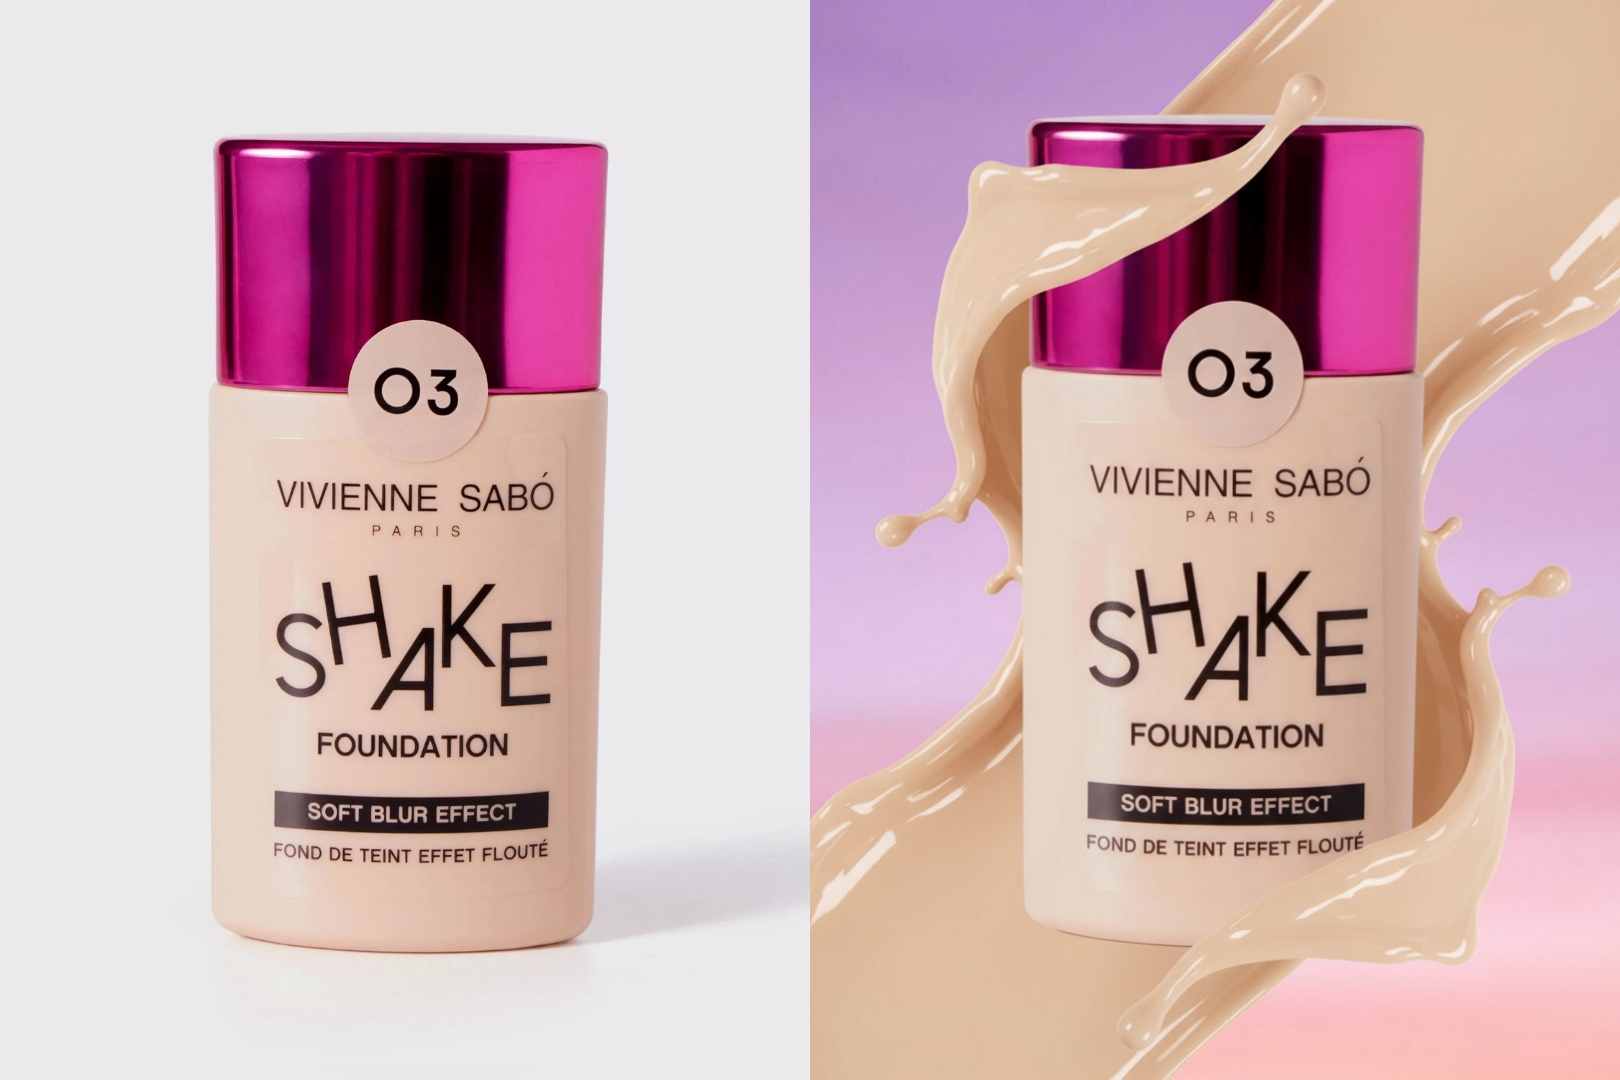 03
VIVIENNE SABÓ
PARIS
SHAKE
FOUNDATION
SOFT BLUR EFFECT
FOND DE TEINT EFFET FLOUTÉ
03
VIVIENNE SABÓ
PARIS
SHAKE
FOUNDATION
SOFT BLUR EFFECT
FOND DE TEINT EFFET FLOUTÉ